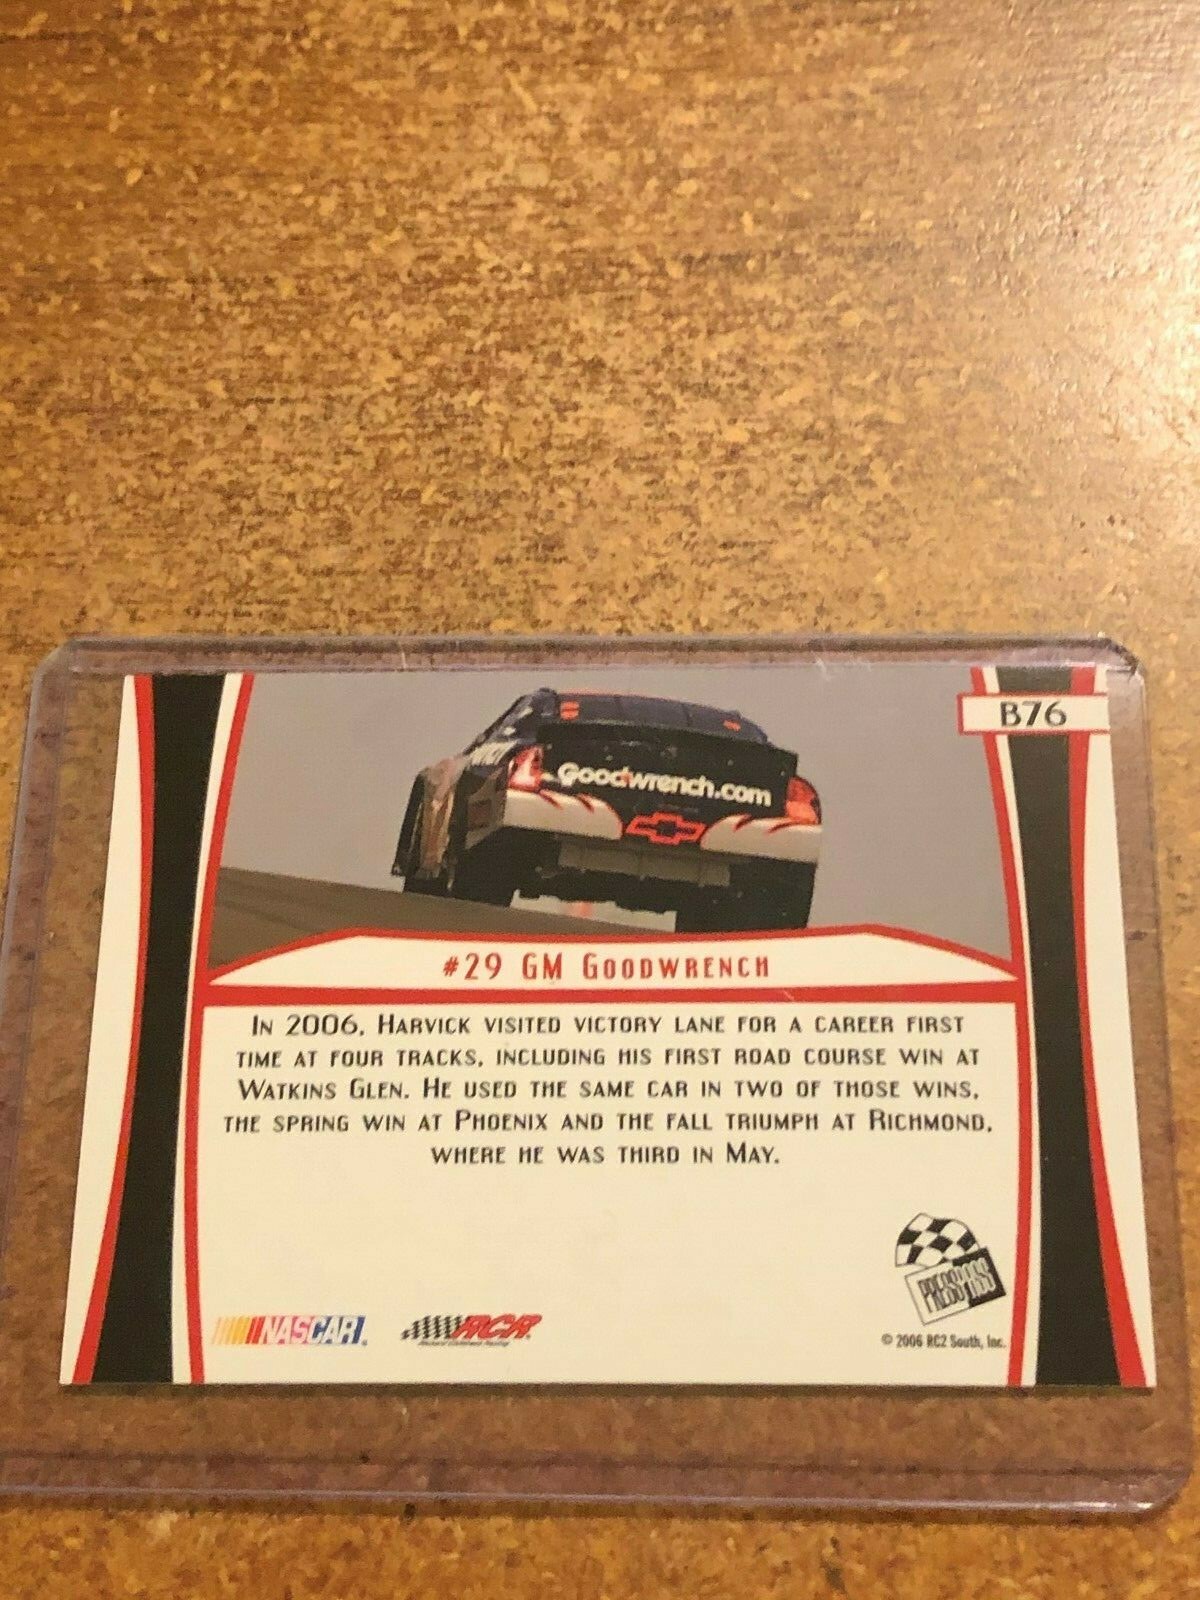 B76
Goodwrench.com
#29 GM GOODWRENCH
IN 2006, HARVICK VISITED VICTORY LANE FOR A CAREER FIRST
TIME AT FOUR TRACKS, INCLUDING HIS FIRST ROAD COURSE WIN AT
WATKINS GLEN. HE USED THE SAME CAR IN TWO OF THOSE WINS,
THE SPRING WIN AT PHOENIX AND THE FALL TRIUMPH AT RICHMOND,
WHERE HE WAS THIRD IN MAY.
PRESS PASS
NASCAR
RCR
© 2006 RC2 South, Inc.